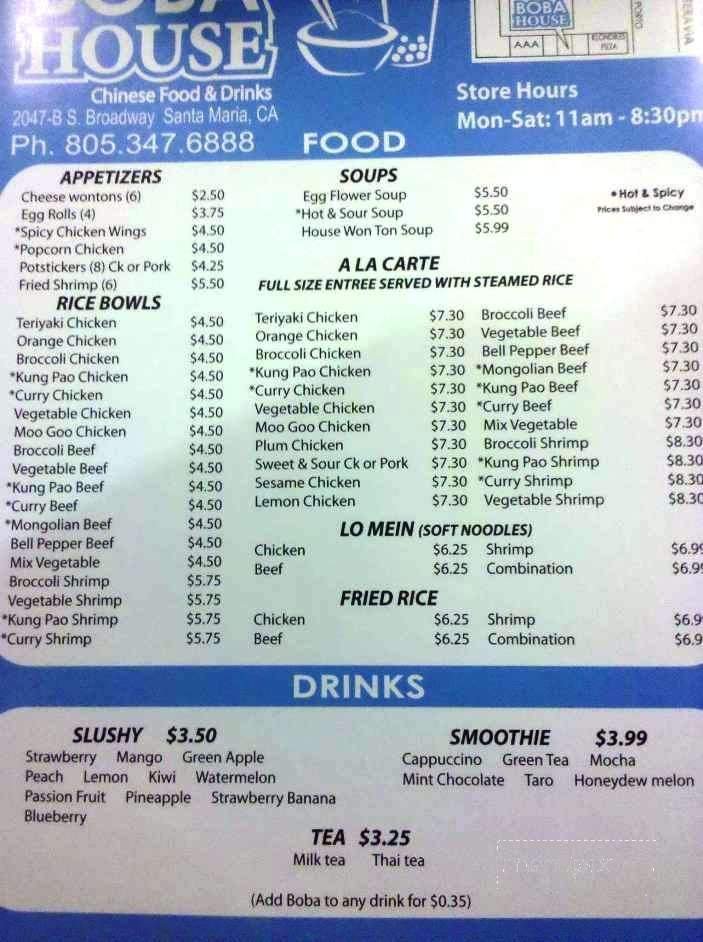 BOBA
HOUSE
Chinese Food & Drinks
2047-B S. Broadway Santa Maria, CA
Ph. 805.347.6888
BOBA
HOUSE
AAA
PIZZA
PORTO
Store Hours
Mon-Sat: 11am - 8:30pm
FOOD
APPETIZERS
Cheese wontons (6) $2.50
Egg Rolls (4) $3.75
*Spicy Chicken Wings $4.50
*Popcorn Chicken $4.50
Potstickers (8) Ck or Pork $4.25
Fried Shrimp (6) $5.50
RICE BOWLS
Teriyaki Chicken $4.50
Orange Chicken $4.50
Broccoli Chicken $4.50
*Kung Pao Chicken $4.50
*Curry Chicken $4.50
Vegetable Chicken $4.50
Moo Goo Chicken $4.50
Broccoli Beef $4.50
Vegetable Beef $4.50
*Kung Pao Beef $4.50
*Curry Beef $4.50
*Mongolian Beef $4.50
Bell Pepper Beef $4.50
Mix Vegetable $4.50
Broccoli Shrimp $5.75
Vegetable Shrimp $5.75
*Kung Pao Shrimp $5.75
*Curry Shrimp $5.75
SOUPS
Egg Flower Soup $5.50
*Hot & Sour Soup $5.50
House Won Ton Soup $5.99
*Hot & Spicy
Prices Subject to Change
A LA CARTE
FULL SIZE ENTREE SERVED WITH STEAMED RICE
Teriyaki Chicken $7.30 Broccoli Beef $7.30
Orange Chicken $7.30 Vegetable Beef $7.30
Broccoli Chicken $7.30 Bell Pepper Beef $7.30
*Kung Pao Chicken $7.30 *Mongolian Beef $7.30
*Curry Chicken $7.30 *Kung Pao Beef $7.30
Vegetable Chicken $7.30 *Curry Beef $7.30
Moo Goo Chicken $7.30 Mix Vegetable $7.30
Plum Chicken $7.30 Broccoli Shrimp $8.30
Sweet & Sour Ck or Pork $7.30 *Kung Pao Shrimp $8.30
Sesame Chicken $7.30 *Curry Shrimp $8.30
Lemon Chicken $7.30 Vegetable Shrimp $8.30
LO MEIN (SOFT NOODLES)
Chicken $6.25 Shrimp $6.99
Beef $6.25 Combination $6.99
FRIED RICE
Chicken $6.25 Shrimp $6.9
Beef $6.25 Combination $6.9
DRINKS
SLUSHY $3.50
Strawberry Mango Green Apple
Peach Lemon Kiwi Watermelon
Passion Fruit Pineapple Strawberry Banana
Blueberry
SMOOTHIE $3.99
Cappuccino Green Tea Mocha
Mint Chocolate Taro Honeydew melon
TEA $3.25
Milk tea Thai tea
(Add Boba to any drink for $0.35)